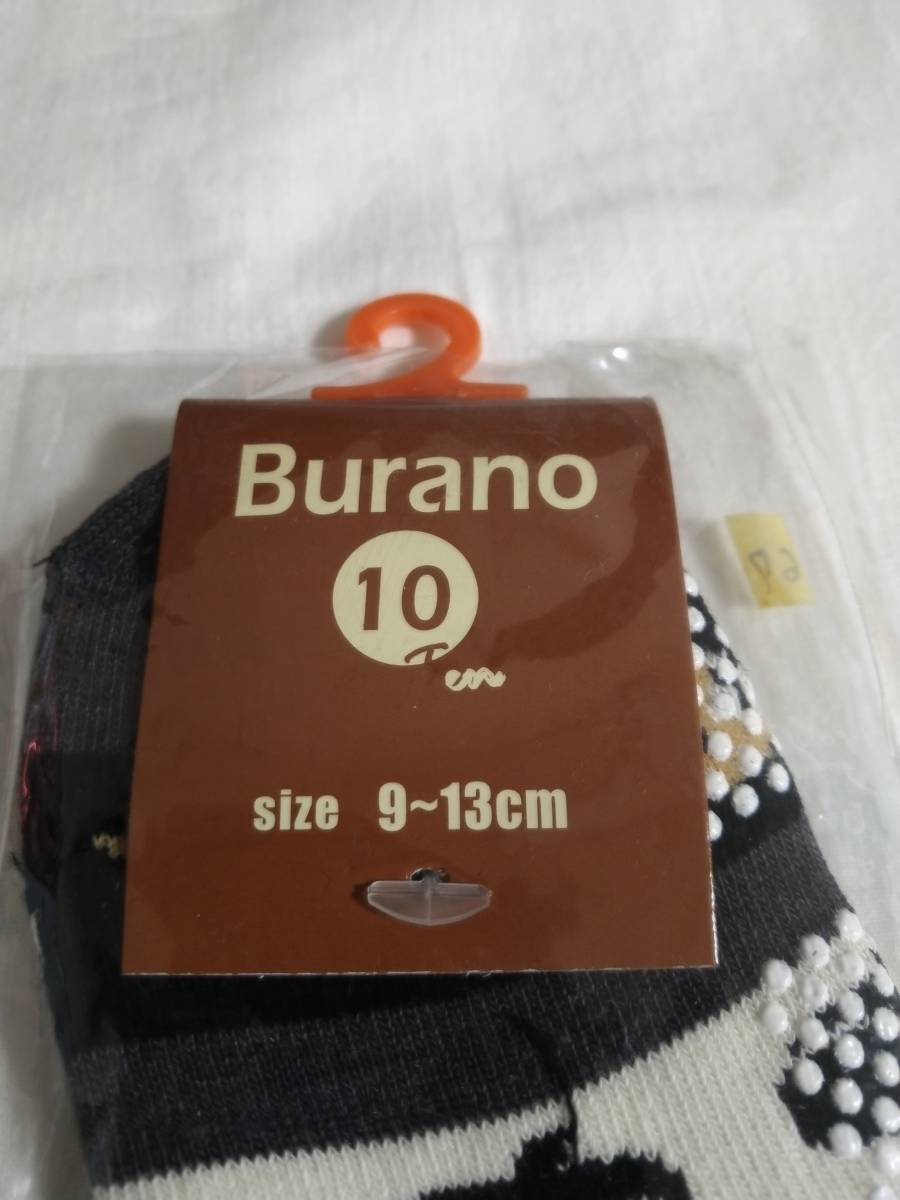 Burano
10
Ten
size 9~13cm